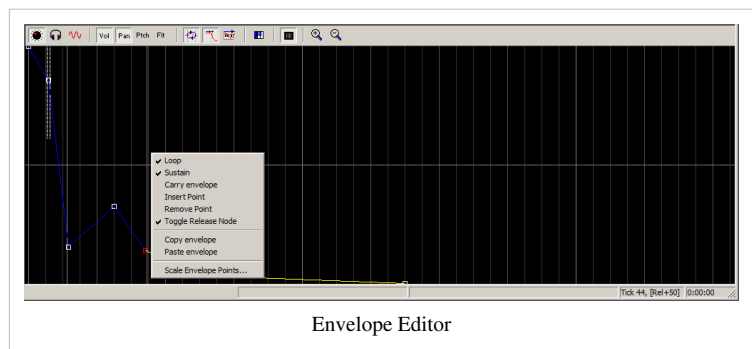 Vol Pan Ptch Flt
Loop
Sustain
Carry envelope
Insert Point
Remove Point
Toggle Release Node
Copy envelope
Paste envelope
Scale Envelope Points...
Tick 44, [Rel+50] 0:00:00
Envelope Editor